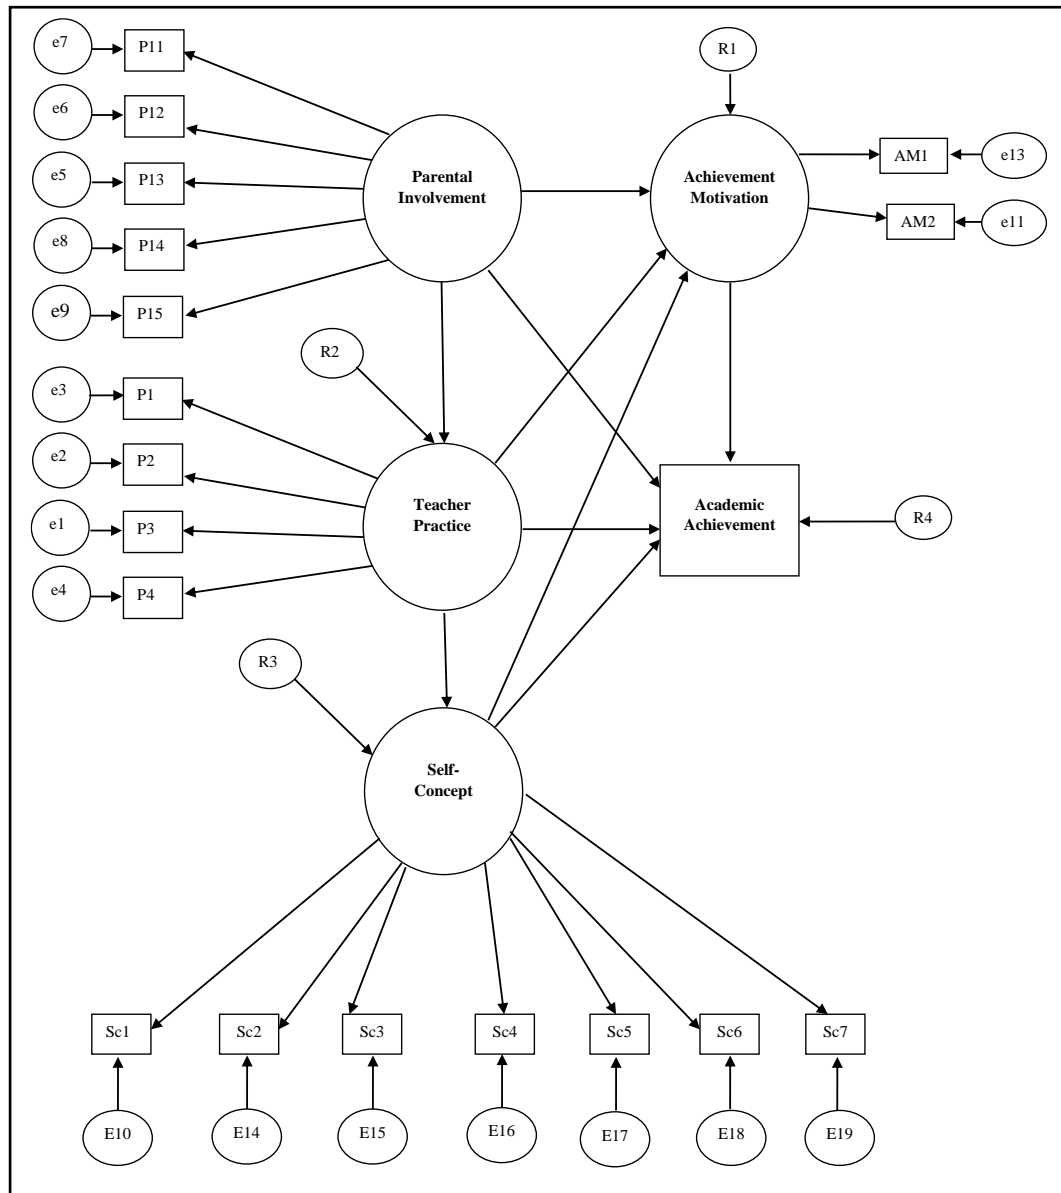 e7
P11
R1
e6
P12
e13
AM1
Parental
Involvement
Achievement
Motivation
e5
P13
e11
AM2
e8
P14
e9
P15
R2
e3
P1
e2
P2
Teacher
Practice
Academic
Achievement
R4
e1
P3
e4
P4
R3
Self-
Concept
Sc1
Sc2
Sc3
Sc4
Sc5
Sc6
Sc7
E10
E14
E15
E16
E17
E18
E19